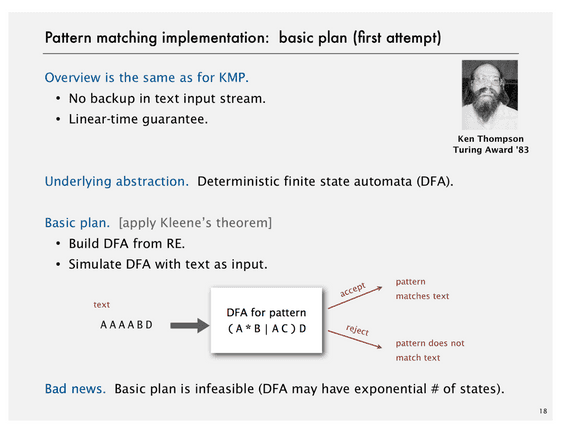 Pattern matching implementation: basic plan (first attempt)
Overview is the same as for KMP.
• No backup in text input stream.
• Linear-time guarantee.
Ken Thompson
Turing Award '83
Underlying abstraction. Deterministic finite state automata (DFA).
Basic plan. [apply Kleene's theorem]
• Build DFA from RE.
• Simulate DFA with text as input.
text
A A A A B D
DFA for pattern
( A * B | A C ) D
accept
pattern
matches text
reject
pattern does not
match text
Bad news. Basic plan is infeasible (DFA may have exponential # of states).
18